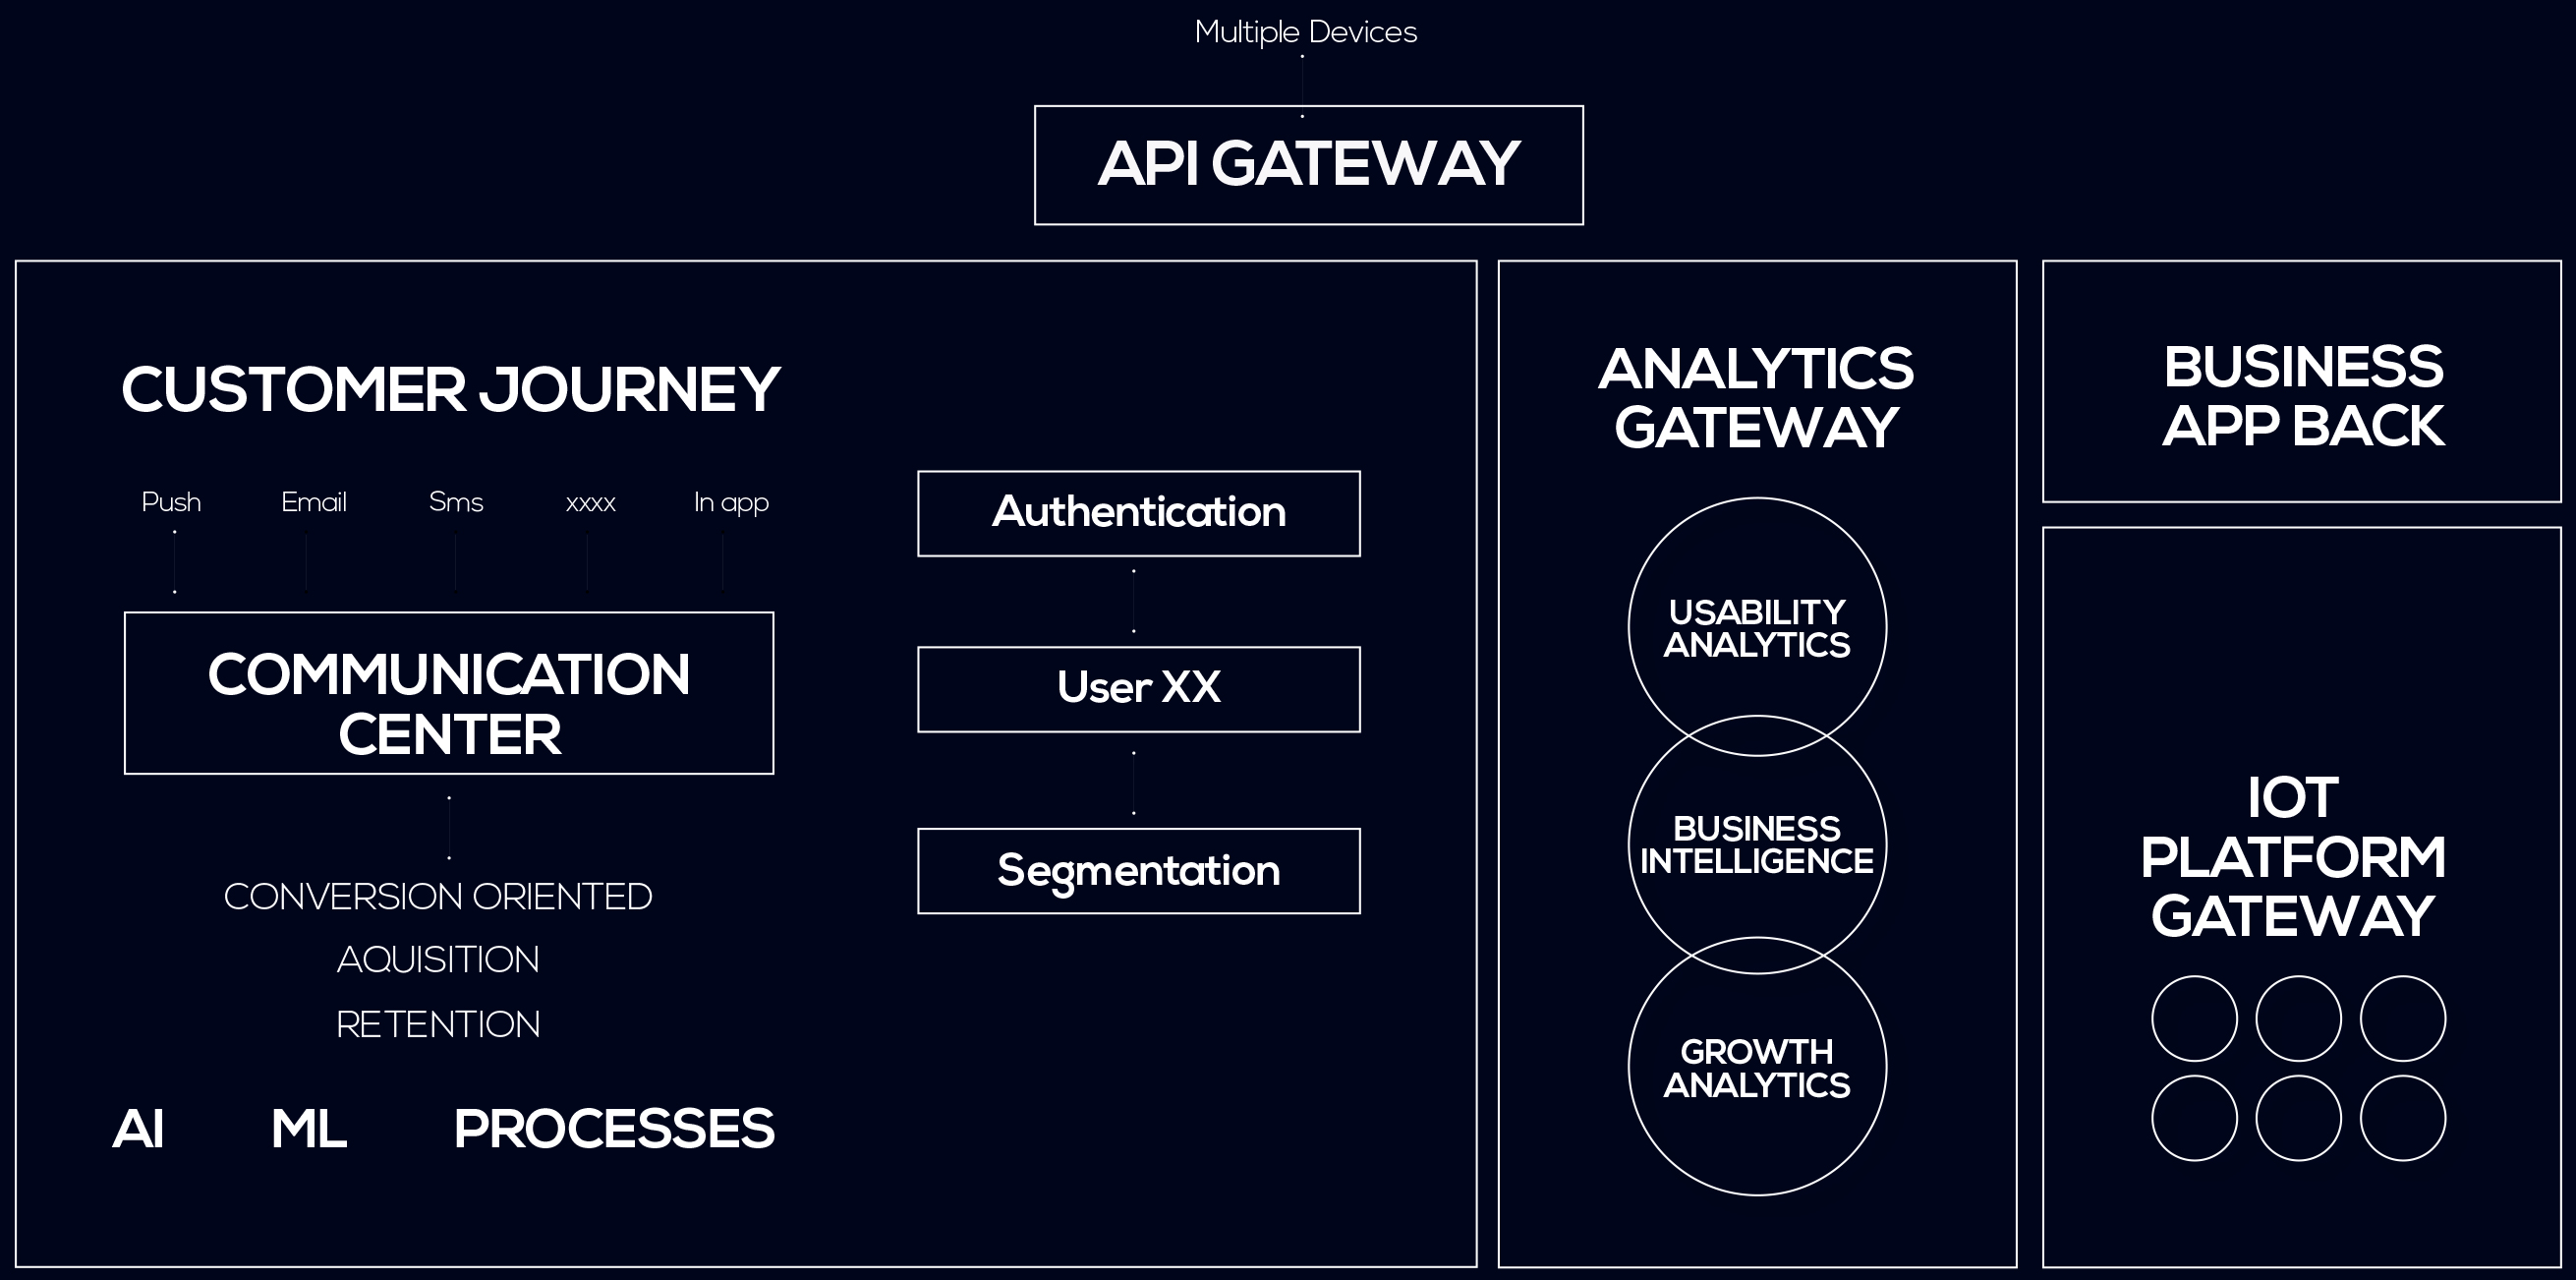 Multiple Devices
API GATEWAY
CUSTOMER JOURNEY
Push Email Sms xxxx In app
COMMUNICATION
CENTER
CONVERSION ORIENTED
AQUISITION
RETENTION
AI ML PROCESSES
Authentication
User XX
Segmentation
ANALYTICS
GATEWAY
USABILITY
ANALYTICS
BUSINESS
INTELLIGENCE
GROWTH
ANALYTICS
BUSINESS
APP BACK
IOT
PLATFORM
GATEWAY